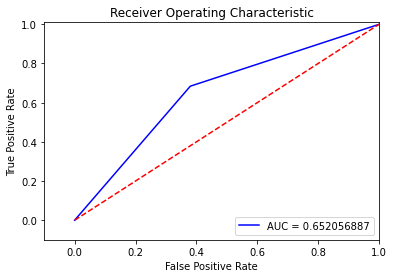 Receiver Operating Characteristic
1.0
0.8
0.6
0.4
0.2
0.0
True Positive Rate
AUC = 0.652056887
0.0 0.2 0.4 0.6 0.8 1.0
False Positive Rate